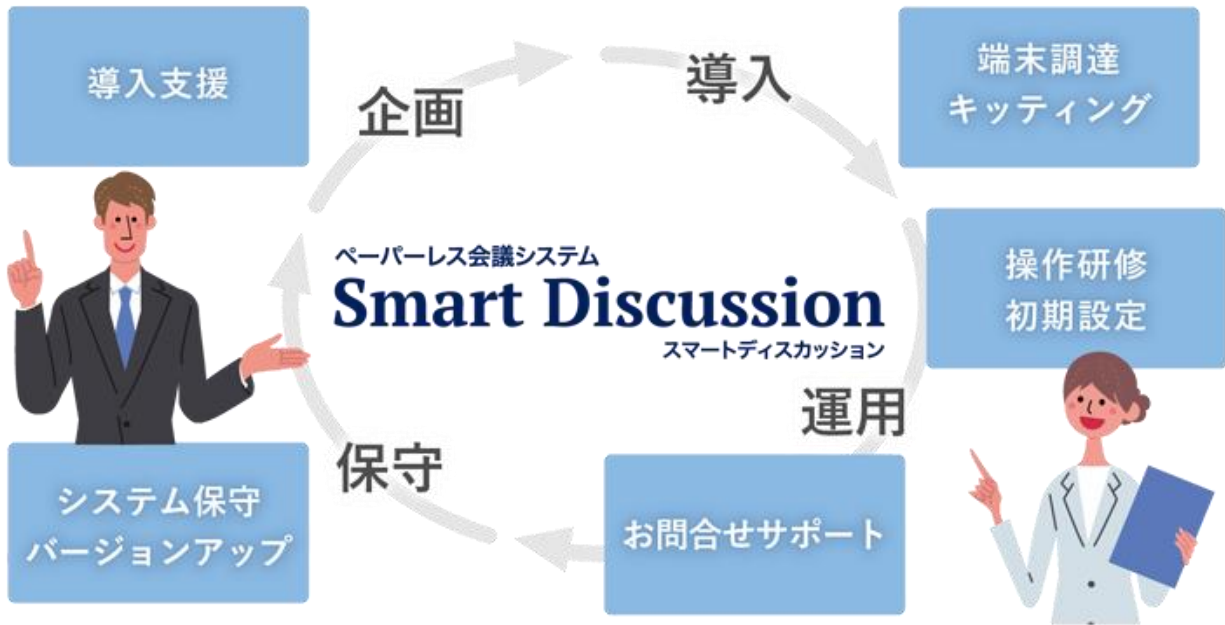 導入支援
企画
導入
端末調達
キッティング
ペーパーレス会議システム
Smart Discussion
スマートディスカッション
操作研修
初期設定
運用
保守
システム保守
バージョンアップ
お問合せサポート